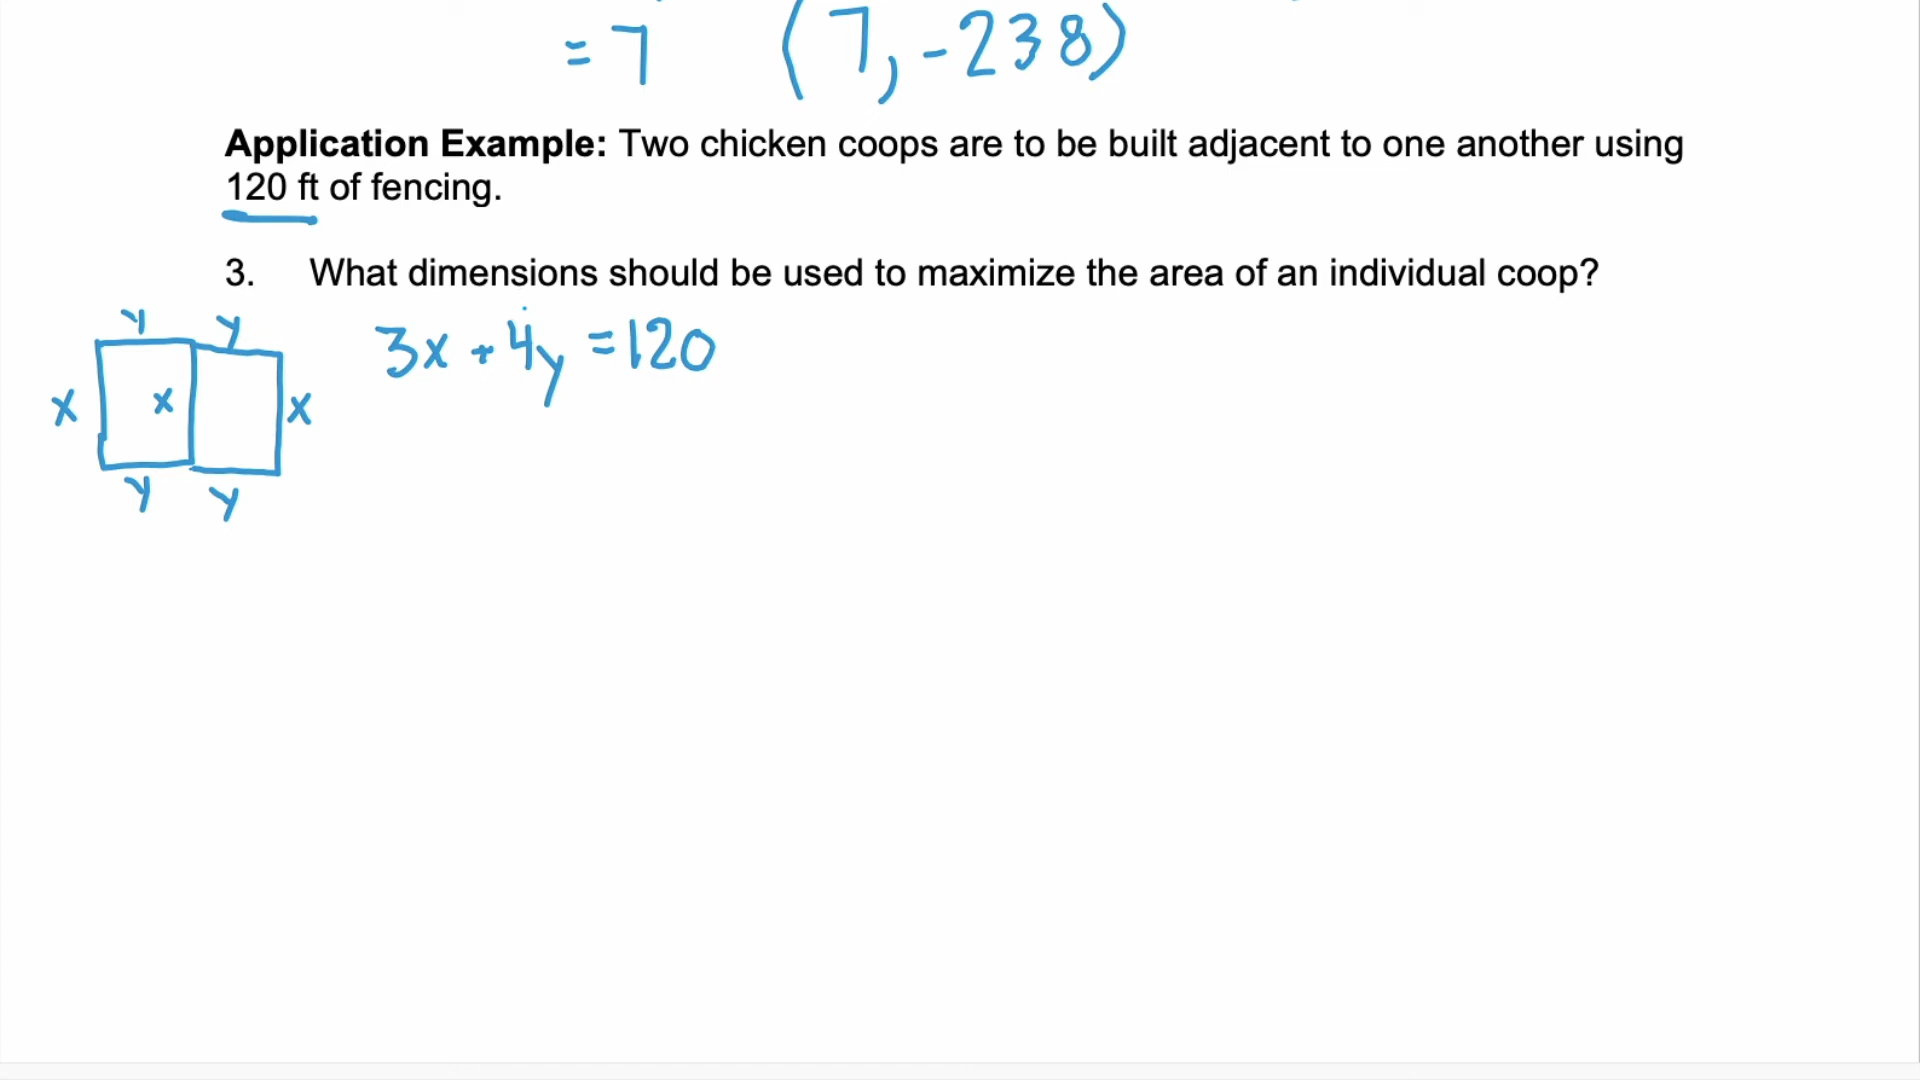 = 7 (7, -238)
Application Example: Two chicken coops are to be built adjacent to one another using
120 ft of fencing.
3. What dimensions should be used to maximize the area of an individual coop?
y y
3x + 4y = 120
x x x
y y